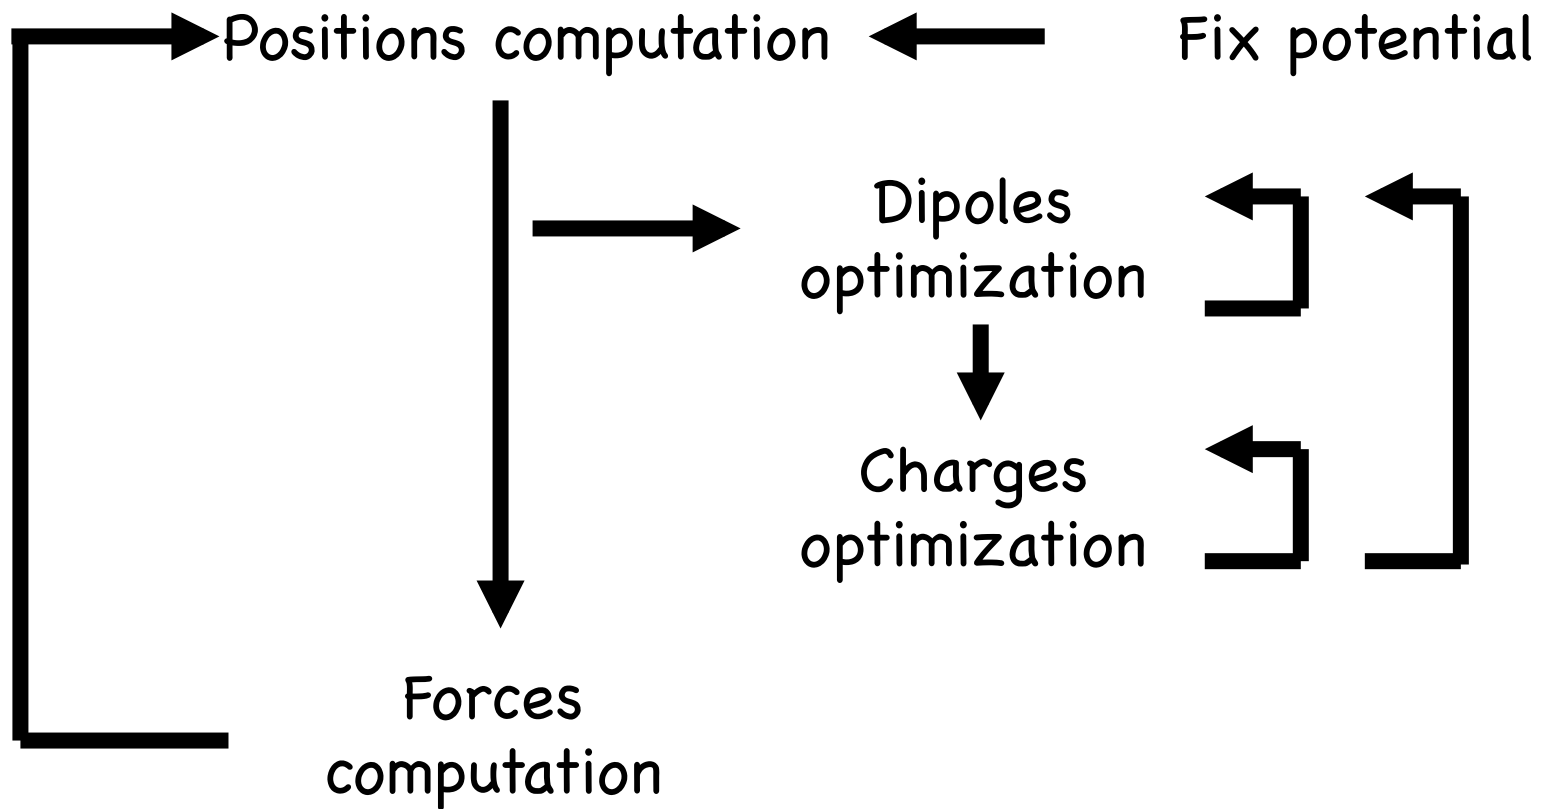 Positions computation
Fix potential
Dipoles
optimization
Charges
optimization
Forces
computation